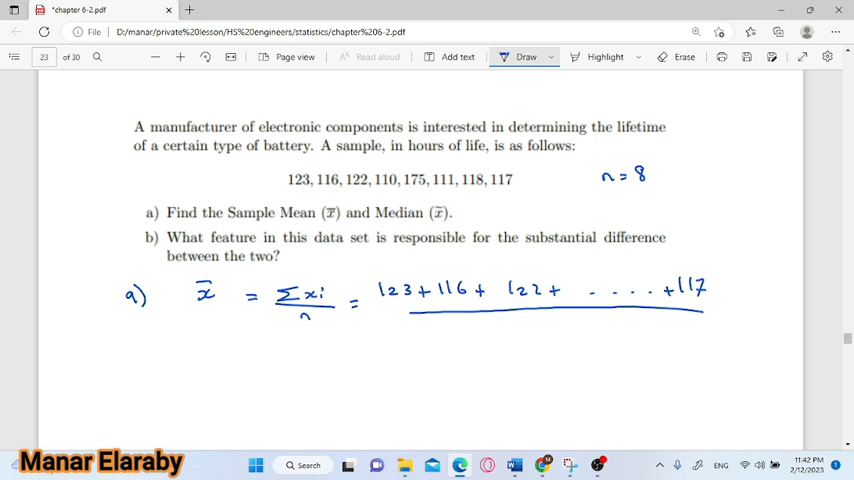 *chapter 6-2.pdf
File | D:/manar/private%20lesson/HS%20engineers/statistics/chapter%206-2.pdf
23 of 30 Page view Read aloud Add text Draw Highlight Erase
A manufacturer of electronic components is interested in determining the lifetime
of a certain type of battery. A sample, in hours of life, is as follows:
123, 116, 122, 110, 175, 111, 118, 117 n = 8
a) Find the Sample Mean (x̅) and Median (x̃).
b) What feature in this data set is responsible for the substantial difference
between the two?
a) x̅ = Σxi / n = 123 + 116 + 122 + ..... + 117
Manar Elaraby
Search
ENG
11:42 PM
2/12/2023